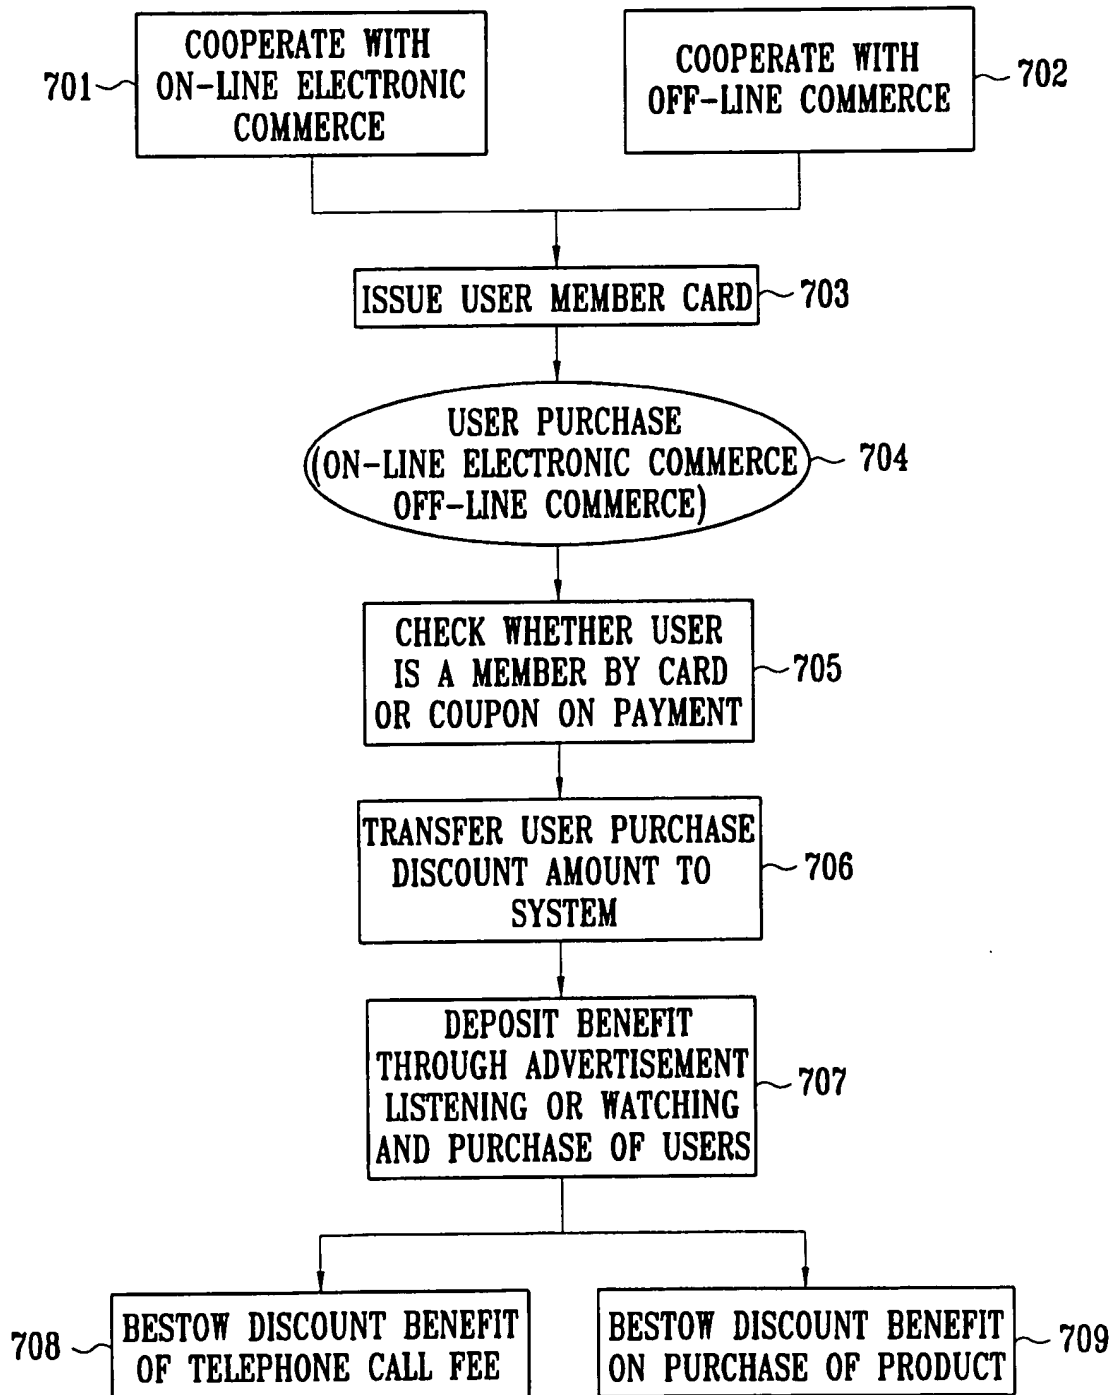 701
COOPERATE WITH
ON-LINE ELECTRONIC
COMMERCE
COOPERATE WITH
OFF-LINE COMMERCE
702
ISSUE USER MEMBER CARD
703
USER PURCHASE
(ON-LINE ELECTRONIC COMMERCE
OFF-LINE COMMERCE)
704
CHECK WHETHER USER
IS A MEMBER BY CARD
OR COUPON ON PAYMENT
705
TRANSFER USER PURCHASE
DISCOUNT AMOUNT TO
SYSTEM
706
DEPOSIT BENEFIT
THROUGH ADVERTISEMENT
LISTENING OR WATCHING
AND PURCHASE OF USERS
707
708
BESTOW DISCOUNT BENEFIT
OF TELEPHONE CALL FEE
BESTOW DISCOUNT BENEFIT
ON PURCHASE OF PRODUCT
709